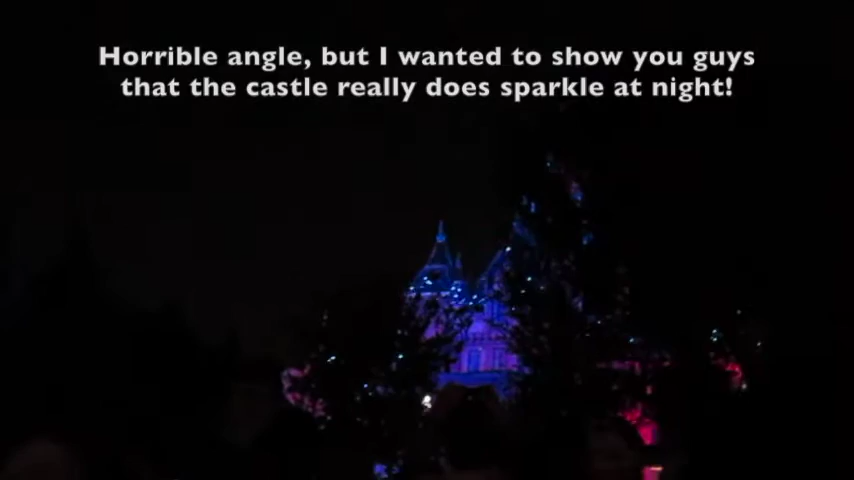 Horrible angle, but I wanted to show you guys
that the castle really does sparkle at night!